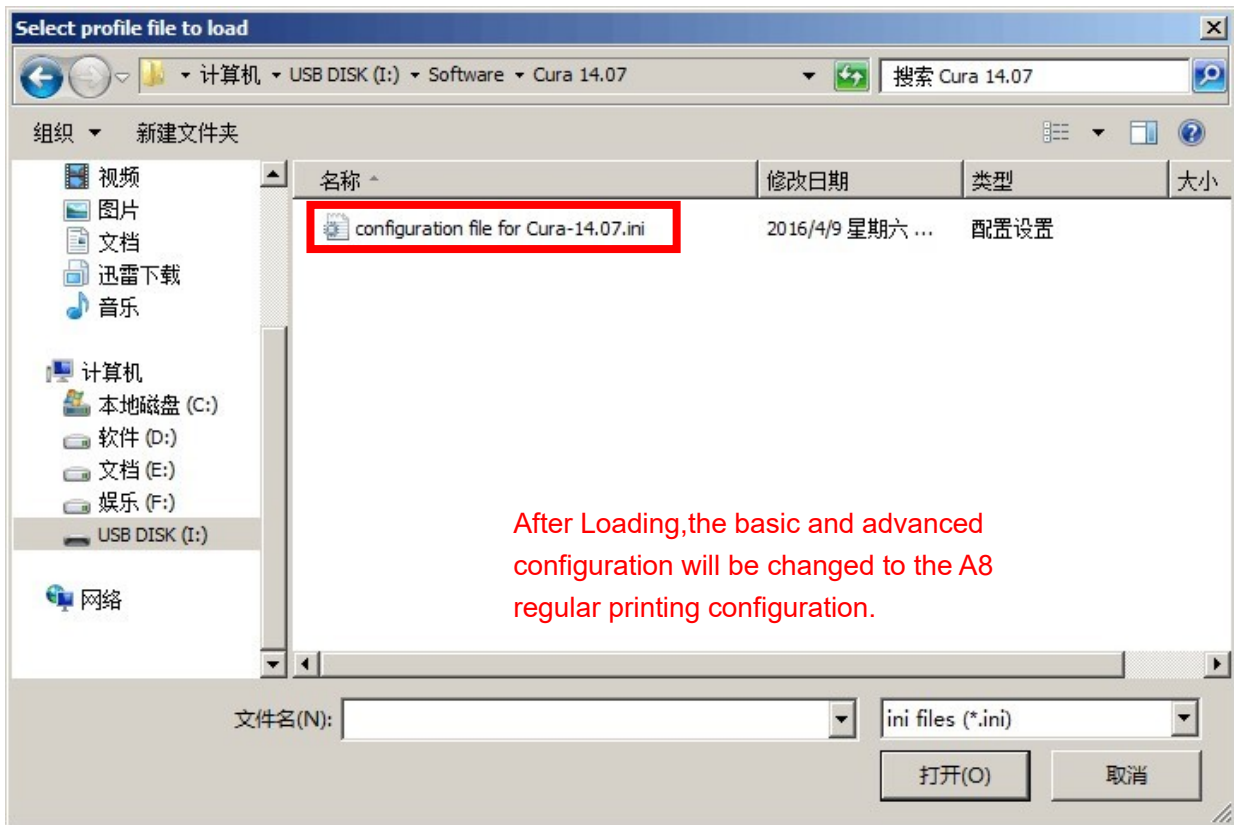 Select profile file to load
计算机 USB DISK (I:) Software Cura 14.07
搜索 Cura 14.07
组织 新建文件夹
名称 修改日期 类型 大小
configuration file for Cura-14.07.ini 2016/4/9 星期六 ... 配置设置
视频
图片
文档
迅雷下载
音乐
计算机
本地磁盘 (C:)
软件 (D:)
文档 (E:)
娱乐 (F:)
USB DISK (I:)
网络
After Loading,the basic and advanced
configuration will be changed to the A8
regular printing configuration.
文件名(N):
ini files (*.ini)
打开(O) 取消